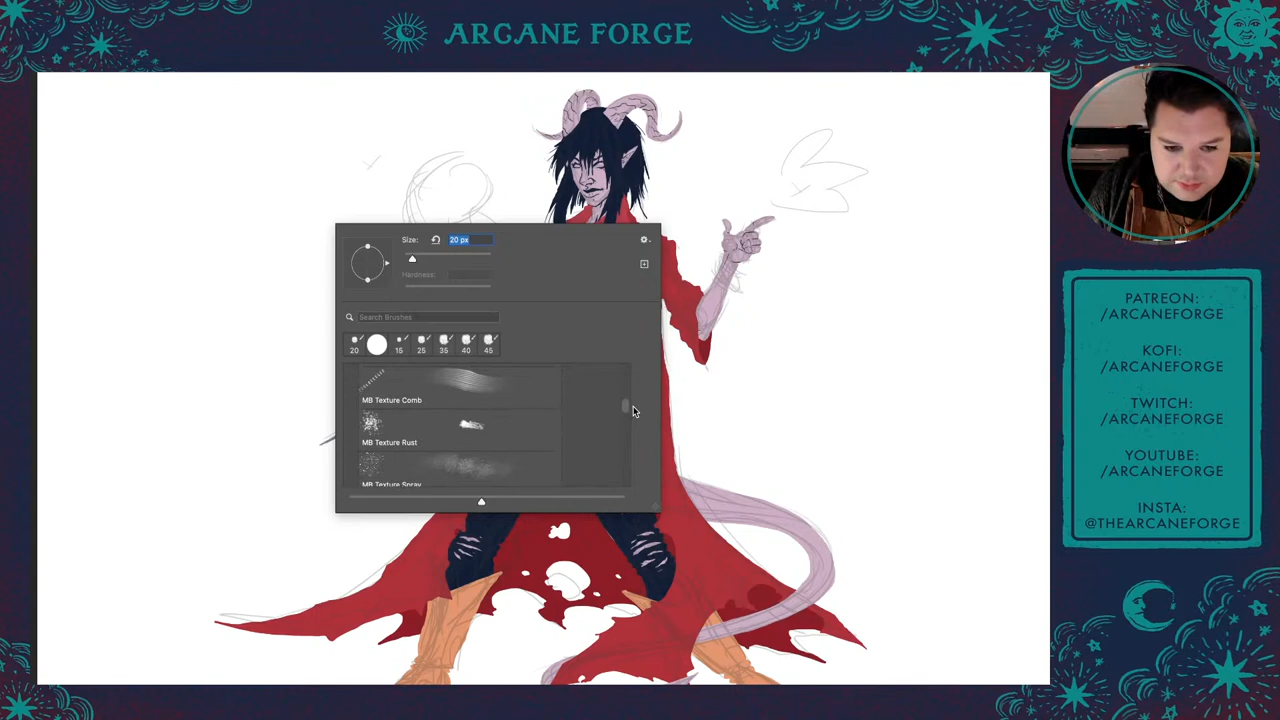 ARCANE FORGE
Size:
20 px
Hardness:
Search Brushes
20
15
25
35
40
45
MB Texture Comb
MB Texture Rust
MB Texture Spray
PATREON:
/ARCANEFORGE
KOFI:
/ARCANEFORGE
TWITCH:
/ARCANEFORGE
YOUTUBE:
/ARCANEFORGE
INSTA:
@THEARCANEFORGE